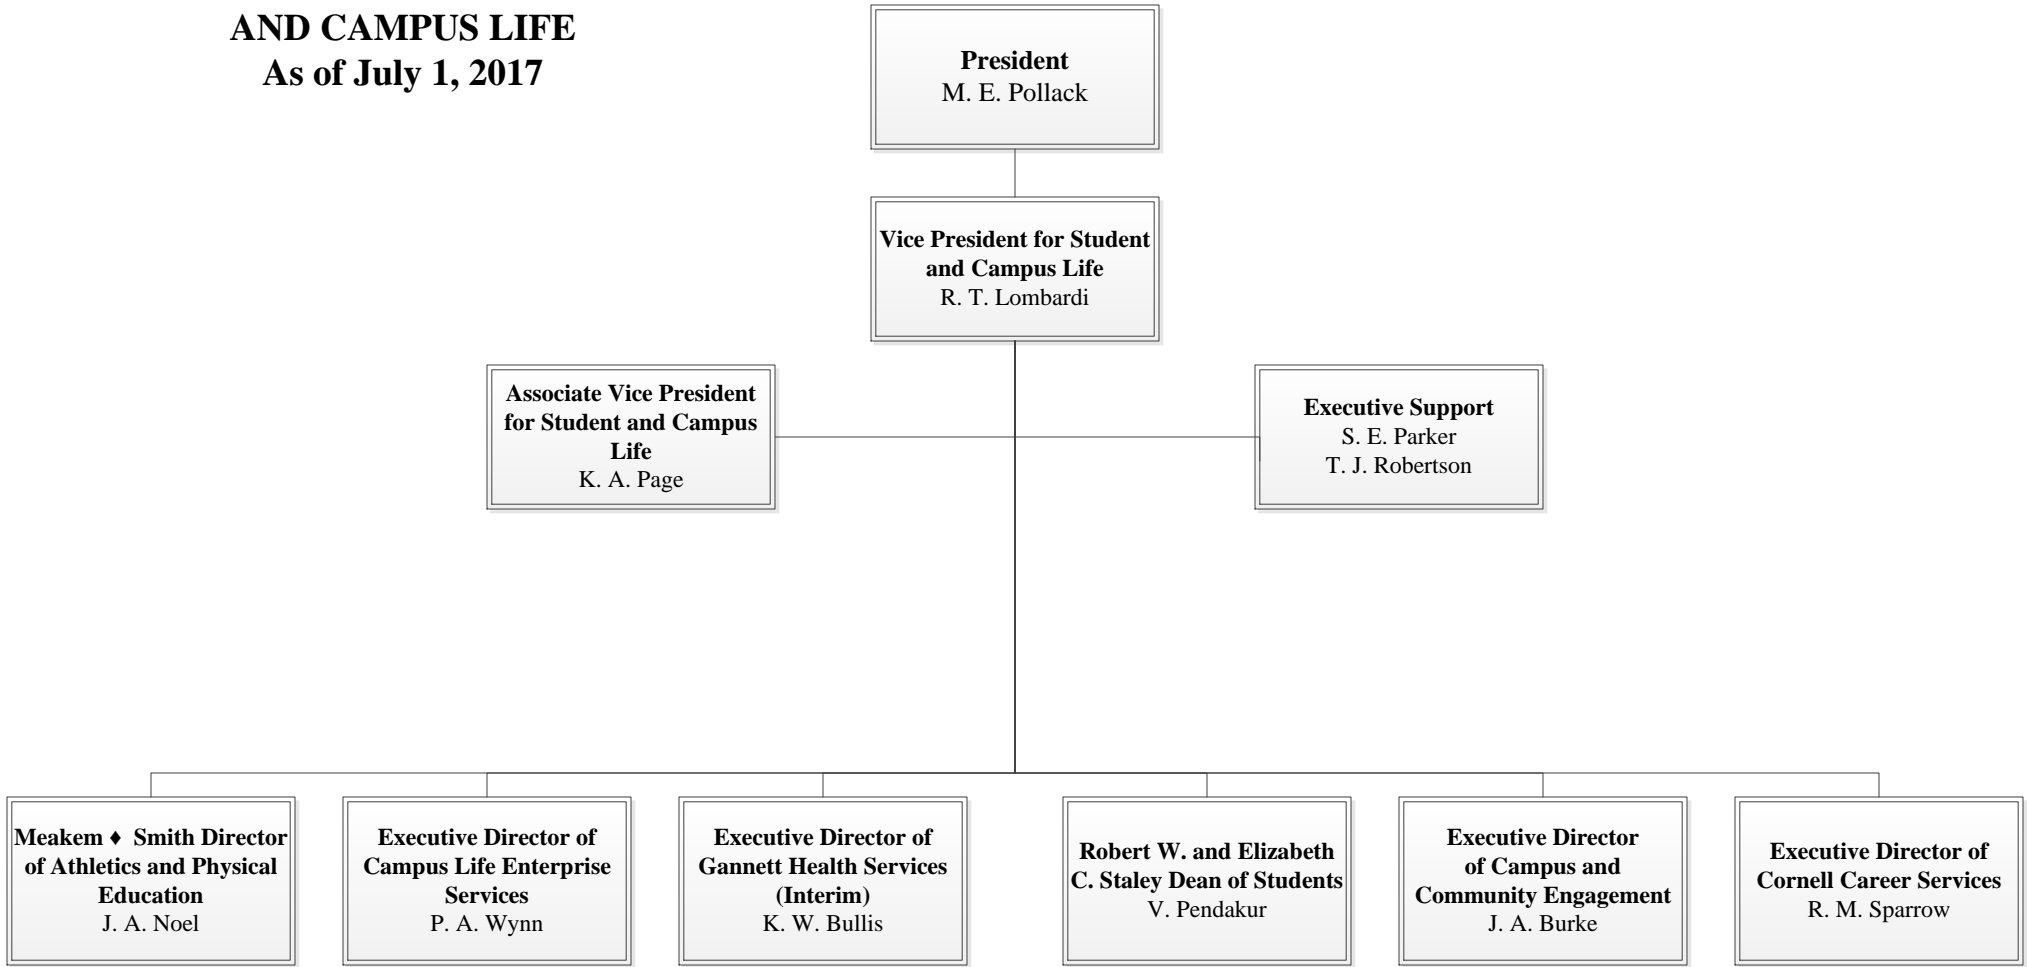 AND CAMPUS LIFE
As of July 1, 2017
President
M. E. Pollack
Vice President for Student
and Campus Life
R. T. Lombardi
Associate Vice President
for Student and Campus
Life
K. A. Page
Executive Support
S. E. Parker
T. J. Robertson
Meakem ♦ Smith Director
of Athletics and Physical
Education
J. A. Noel
Executive Director of
Campus Life Enterprise
Services
P. A. Wynn
Executive Director of
Gannett Health Services
(Interim)
K. W. Bullis
Robert W. and Elizabeth
C. Staley Dean of Students
V. Pendakur
Executive Director
of Campus and
Community Engagement
J. A. Burke
Executive Director of
Cornell Career Services
R. M. Sparrow